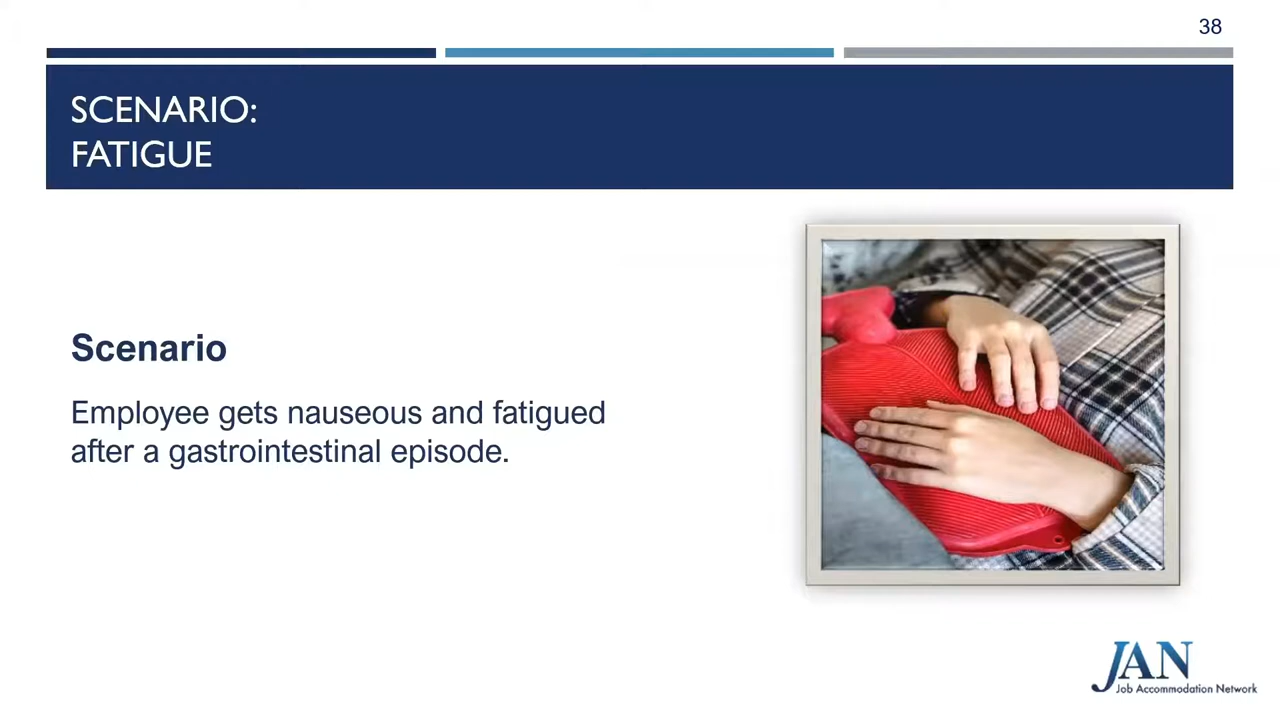 38
SCENARIO:
FATIGUE
Scenario
Employee gets nauseous and fatigued
after a gastrointestinal episode.
JAN
Job Accommodation Network